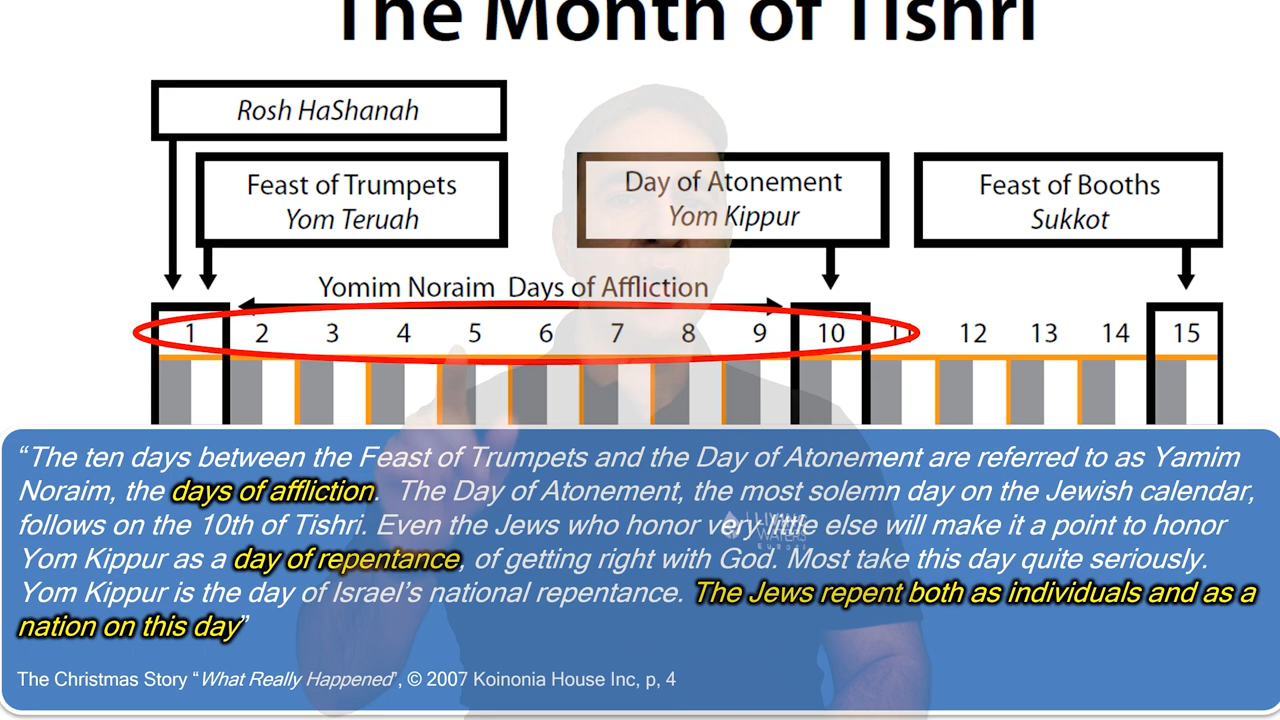 The Month of Tishri
Rosh HaShanah
Feast of Trumpets
Yom Teruah
Day of Atonement
Yom Kippur
Feast of Booths
Sukkot
Yomim Noraim Days of Affliction
1 2 3 4 5 6 7 8 9 10 11 12 13 14 15
“The ten days between the Feast of Trumpets and the Day of Atonement are referred to as Yamim
Noraim, the days of affliction. The Day of Atonement, the most solemn day on the Jewish calendar,
follows on the 10th of Tishri. Even the Jews who honor very little else will make it a point to honor
Yom Kippur as a day of repentance, of getting right with God. Most take this day quite seriously.
Yom Kippur is the day of Israel’s national repentance. The Jews repent both as individuals and as a
nation on this day”
LIVING
WATERS
EUROPE
The Christmas Story “What Really Happened”, © 2007 Koinonia House Inc, p, 4